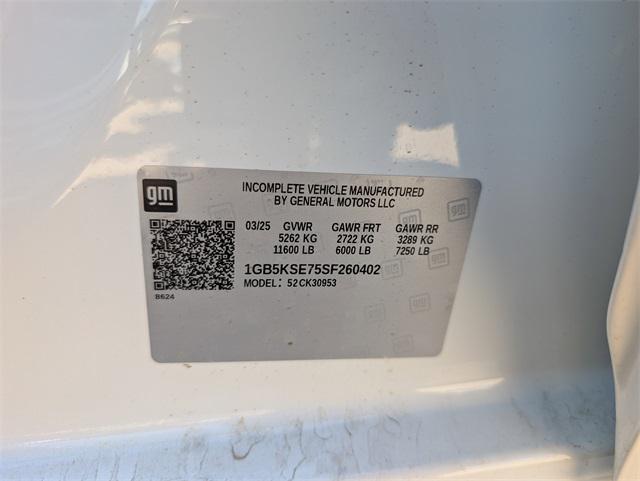 gm
INCOMPLETE VEHICLE MANUFACTURED
BY GENERAL MOTORS LLC
03/25 GVWR GAWR FRT GAWR RR
5262 KG 2722 KG 3289 KG
11600 LB 6000 LB 7250 LB
1GB5KSE75SF260402
MODEL: 52CK30953
8624